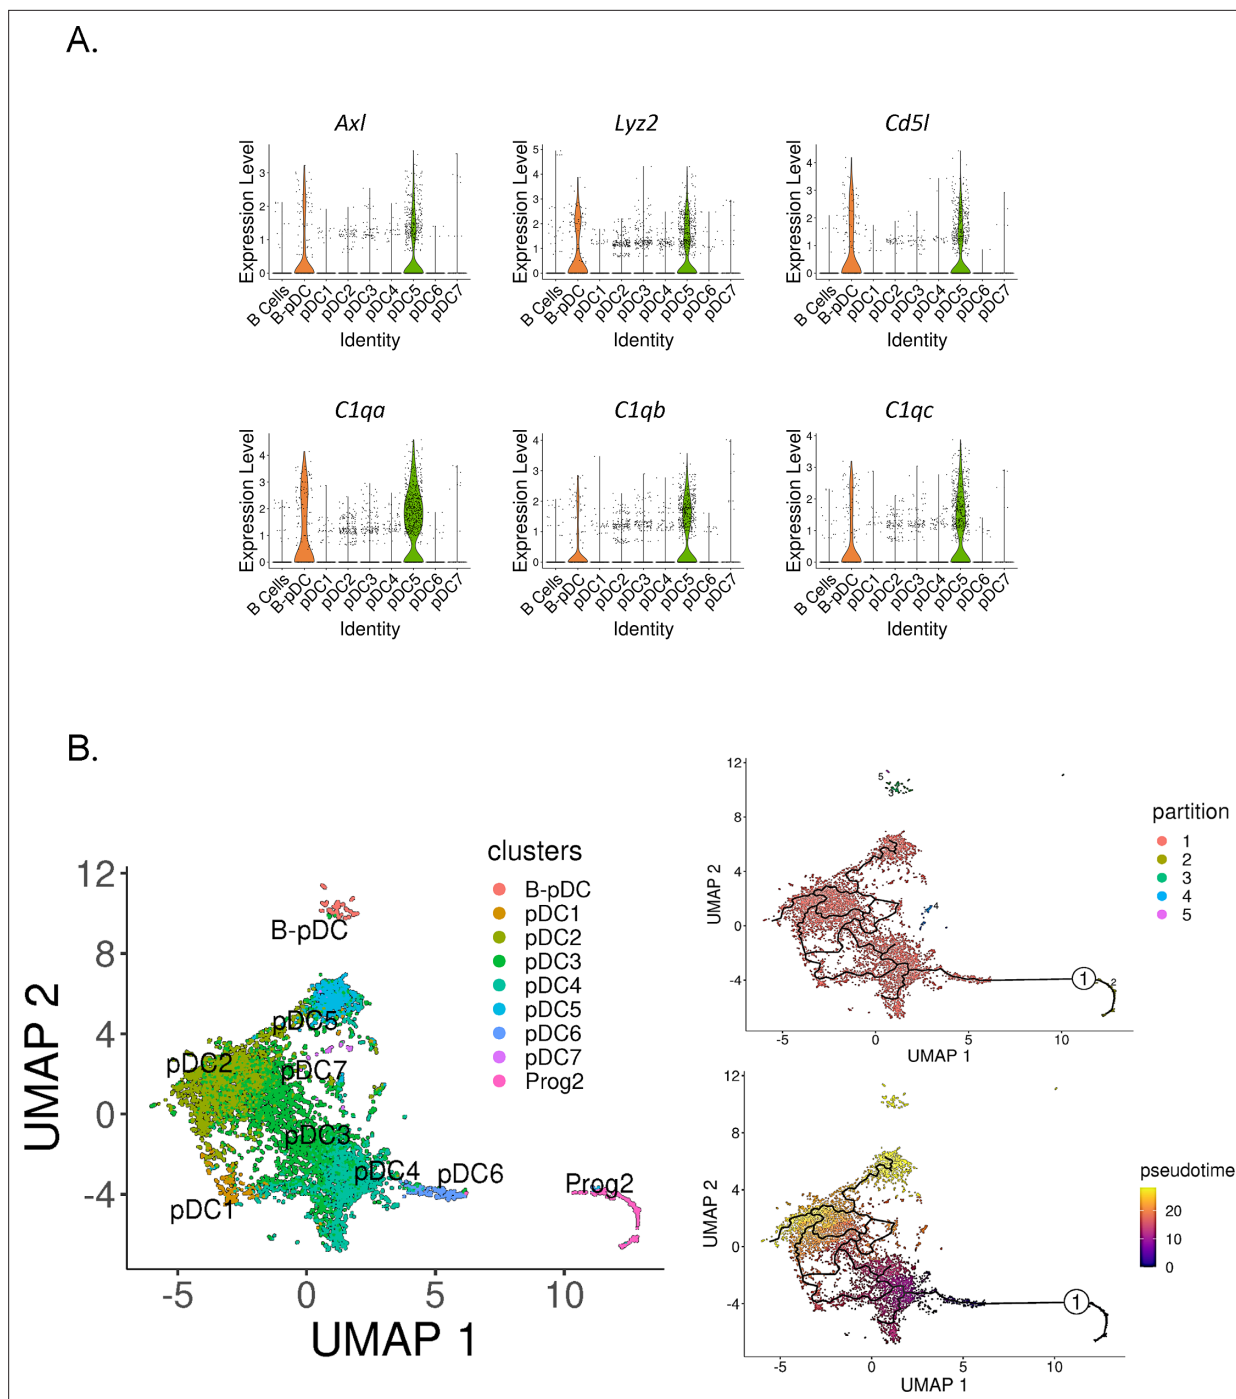 A.
Axl
Lyz2
Cd5l
Expression Level
3
2
1
0
B Cells
B-pDC
pDC1
pDC2
pDC3
pDC4
pDC5
pDC6
pDC7
Identity
Expression Level
5
4
3
2
1
0
B Cells
B-pDC
pDC1
pDC2
pDC3
pDC4
pDC5
pDC6
pDC7
Identity
Expression Level
4
3
2
1
0
B Cells
B-pDC
pDC1
pDC2
pDC3
pDC4
pDC5
pDC6
pDC7
Identity
C1qa
C1qb
C1qc
Expression Level
4
3
2
1
0
B Cells
B-pDC
pDC1
pDC2
pDC3
pDC4
pDC5
pDC6
pDC7
Identity
Expression Level
4
3
2
1
0
B Cells
B-pDC
pDC1
pDC2
pDC3
pDC4
pDC5
pDC6
pDC7
Identity
Expression Level
4
3
2
1
0
B Cells
B-pDC
pDC1
pDC2
pDC3
pDC4
pDC5
pDC6
pDC7
Identity
B.
UMAP 2
12
8
4
0
-4
-5
0
5
10
UMAP 1
B-pDC
pDC5
pDC2
pDC7
pDC3
pDC4
pDC6
pDC1
Prog2
clusters
B-pDC
pDC1
pDC2
pDC3
pDC4
pDC5
pDC6
pDC7
Prog2
UMAP 2
12
8
4
0
-4
-5
0
5
10
UMAP 1
5
3
4
1
2
partition
1
2
3
4
5
UMAP 2
12
8
4
0
-4
-5
0
5
10
UMAP 1
1
pseudotime
20
10
0